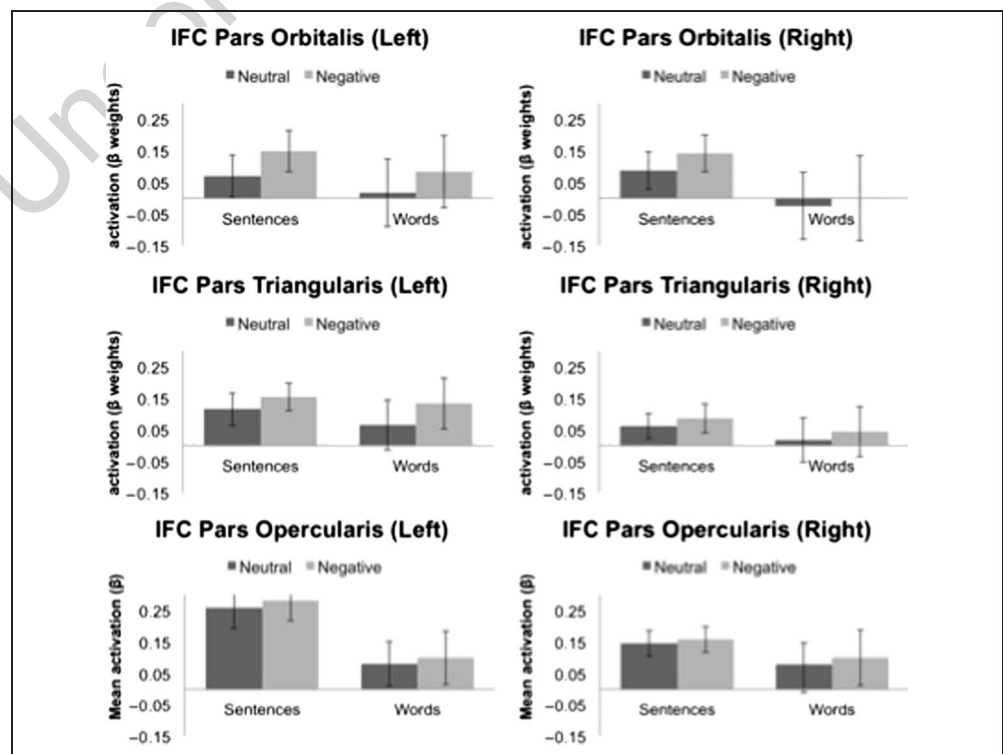 Un
IFC Pars Orbitalis (Left)
Neutral Negative
activation (β weights)
0.25
0.15
0.05
−0.05
−0.15
Sentences Words
IFC Pars Orbitalis (Right)
Neutral Negative
activation (β weights)
0.25
0.15
0.05
−0.05
−0.15
Sentences Words
IFC Pars Triangularis (Left)
Neutral Negative
activation (β weights)
0.25
0.15
0.05
−0.05
−0.15
Sentences Words
IFC Pars Triangularis (Right)
Neutral Negative
activation (β weights)
0.25
0.15
0.05
−0.05
−0.15
Sentences Words
IFC Pars Opercularis (Left)
Neutral Negative
Mean activation (β)
0.25
0.15
0.05
−0.05
−0.15
Sentences Words
IFC Pars Opercularis (Right)
Neutral Negative
Mean activation (β)
0.25
0.15
0.05
−0.05
−0.15
Sentences Words